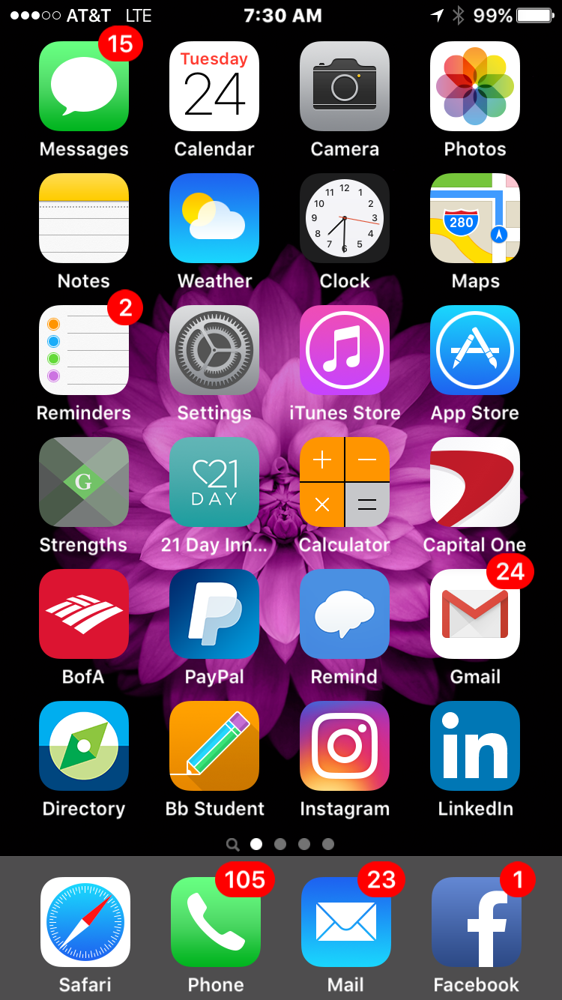 AT&T LTE 7:30 AM 99%
15
Tuesday
24
Messages Calendar Camera Photos
12
11 1
10 2
9 3
8 4
7 5
6
280
Notes Weather Clock Maps
2
Reminders Settings iTunes Store App Store
G
21
DAY
Strengths 21 Day Inn... Calculator Capital One
24
BofA PayPal Remind Gmail
in
Directory Bb Student Instagram LinkedIn
105 23 1
f
Safari Phone Mail Facebook